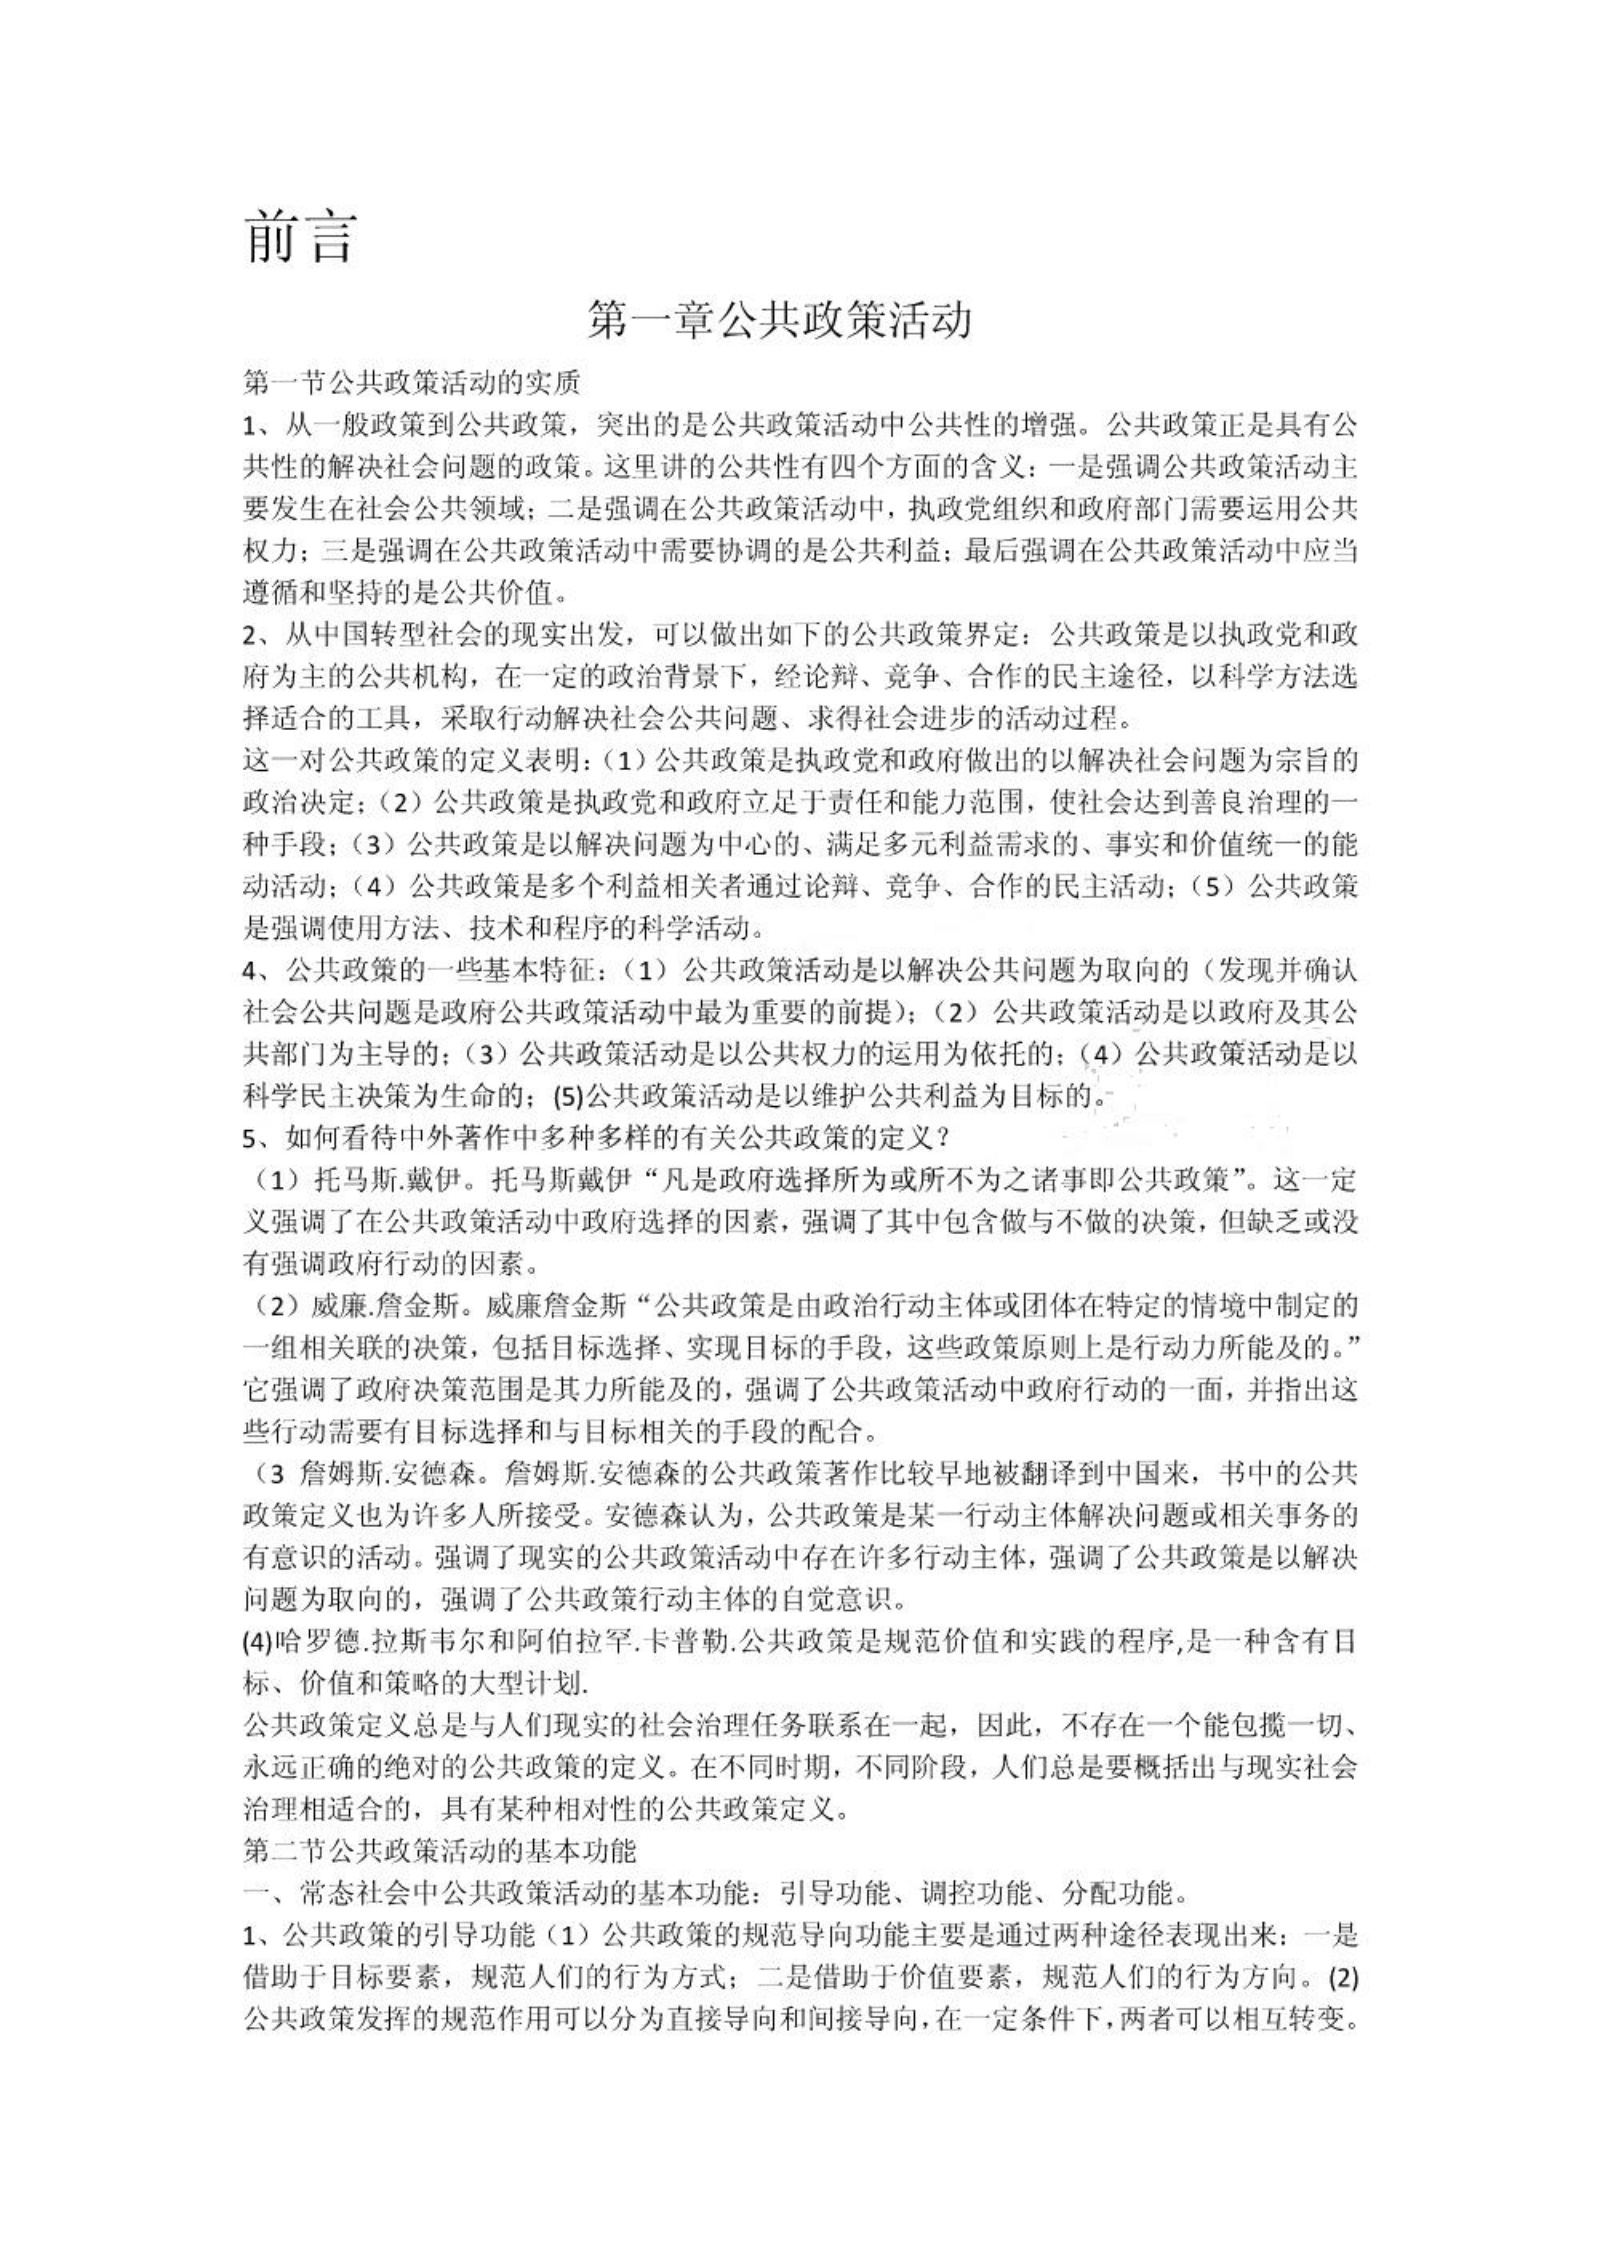 前言
第一章公共政策活动
第一节公共政策活动的实质
1、从一般政策到公共政策，突出的是公共政策活动中公共性的增强。公共政策正是具有公
共性的解决社会问题的政策。这里讲的公共性有四个方面的含义：一是强调公共政策活动主
要发生在社会公共领域；二是强调在公共政策活动中，执政党组织和政府部门需要运用公共
权力；三是强调在公共政策活动中需要协调的是公共利益；最后强调在公共政策活动中应当
遵循和坚持的是公共价值。
2、从中国转型社会的现实出发，可以做出如下的公共政策界定：公共政策是以执政党和政
府为主的公共机构，在一定的政治背景下，经论辩、竞争、合作的民主途径，以科学方法选
择适合的工具，采取行动解决社会公共问题、求得社会进步的活动过程。
这一对公共政策的定义表明：（1）公共政策是执政党和政府做出的以解决社会问题为宗旨的
政治决定；（2）公共政策是执政党和政府立足于责任和能力范围，使社会达到善良治理的一
种手段；（3）公共政策是以解决问题为中心的、满足多元利益需求的、事实和价值统一的能
动活动；（4）公共政策是多个利益相关者通过论辩、竞争、合作的民主活动；（5）公共政策
是强调使用方法、技术和程序的科学活动。
4、公共政策的一些基本特征：（1）公共政策活动是以解决公共问题为取向的（发现并确认
社会公共问题是政府公共政策活动中最为重要的前提）；（2）公共政策活动是以政府及其公
共部门为主导的；（3）公共政策活动是以公共权力的运用为依托的；（4）公共政策活动是以
科学民主决策为生命的；(5)公共政策活动是以维护公共利益为目标的。
5、如何看待中外著作中多种多样的有关公共政策的定义？
（1）托马斯.戴伊。托马斯戴伊“凡是政府选择所为或所不为之诸事即公共政策”。这一定
义强调了在公共政策活动中政府选择的因素，强调了其中包含做与不做的决策，但缺乏或没
有强调政府行动的因素。
（2）威廉.詹金斯。威廉詹金斯“公共政策是由政治行动主体或团体在特定的情境中制定的
一组相关联的决策，包括目标选择、实现目标的手段，这些政策原则上是行动力所能及的。”
它强调了政府决策范围是其力所能及的，强调了公共政策活动中政府行动的一面，并指出这
些行动需要有目标选择和与目标相关的手段的配合。
（3 詹姆斯.安德森。詹姆斯.安德森的公共政策著作比较早地被翻译到中国来，书中的公共
政策定义也为许多人所接受。安德森认为，公共政策是某一行动主体解决问题或相关事务的
有意识的活动。强调了现实的公共政策活动中存在许多行动主体，强调了公共政策是以解决
问题为取向的，强调了公共政策行动主体的自觉意识。
(4)哈罗德.拉斯韦尔和阿伯拉罕.卡普勒.公共政策是规范价值和实践的程序,是一种含有目
标、价值和策略的大型计划.
公共政策定义总是与人们现实的社会治理任务联系在一起，因此，不存在一个能包揽一切、
永远正确的绝对的公共政策的定义。在不同时期，不同阶段，人们总是要概括出与现实社会
治理相适合的，具有某种相对性的公共政策定义。
第二节公共政策活动的基本功能
一、常态社会中公共政策活动的基本功能：引导功能、调控功能、分配功能。
1、公共政策的引导功能（1）公共政策的规范导向功能主要是通过两种途径表现出来：一是
借助于目标要素，规范人们的行为方式；二是借助于价值要素，规范人们的行为方向。(2)
公共政策发挥的规范作用可以分为直接导向和间接导向，在一定条件下，两者可以相互转变。